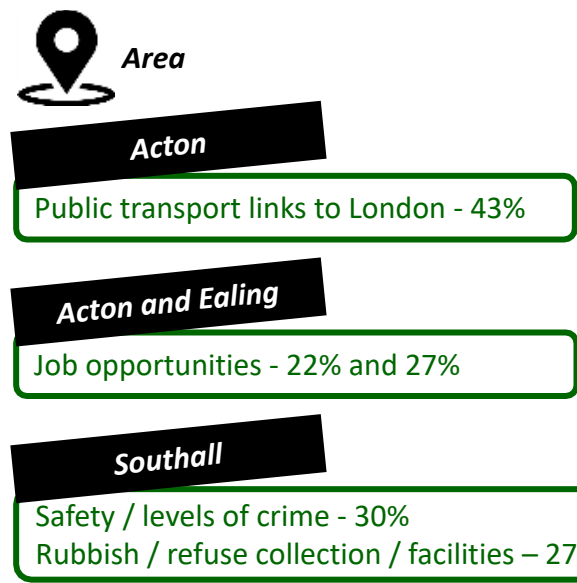 Area
Acton
Public transport links to London - 43%
Acton and Ealing
Job opportunities - 22% and 27%
Southall
Safety / levels of crime - 30%
Rubbish / refuse collection / facilities – 27